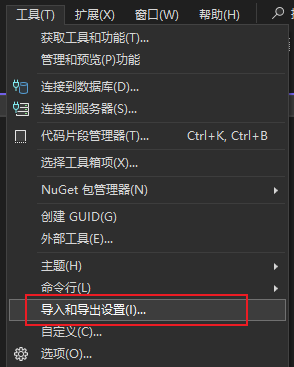 工具(T) 扩展(X) 窗口(W) 帮助(H)
获取工具和功能(T)...
管理和预览(P)功能
连接到数据库(D)...
连接到服务器(S)...
代码片段管理器(T)... Ctrl+K, Ctrl+B
选择工具箱项(X)...
NuGet 包管理器(N)
创建 GUID(G)
外部工具(E)...
主题(H)
命令行(L)
导入和导出设置(I)...
自定义(C)...
选项(O)...